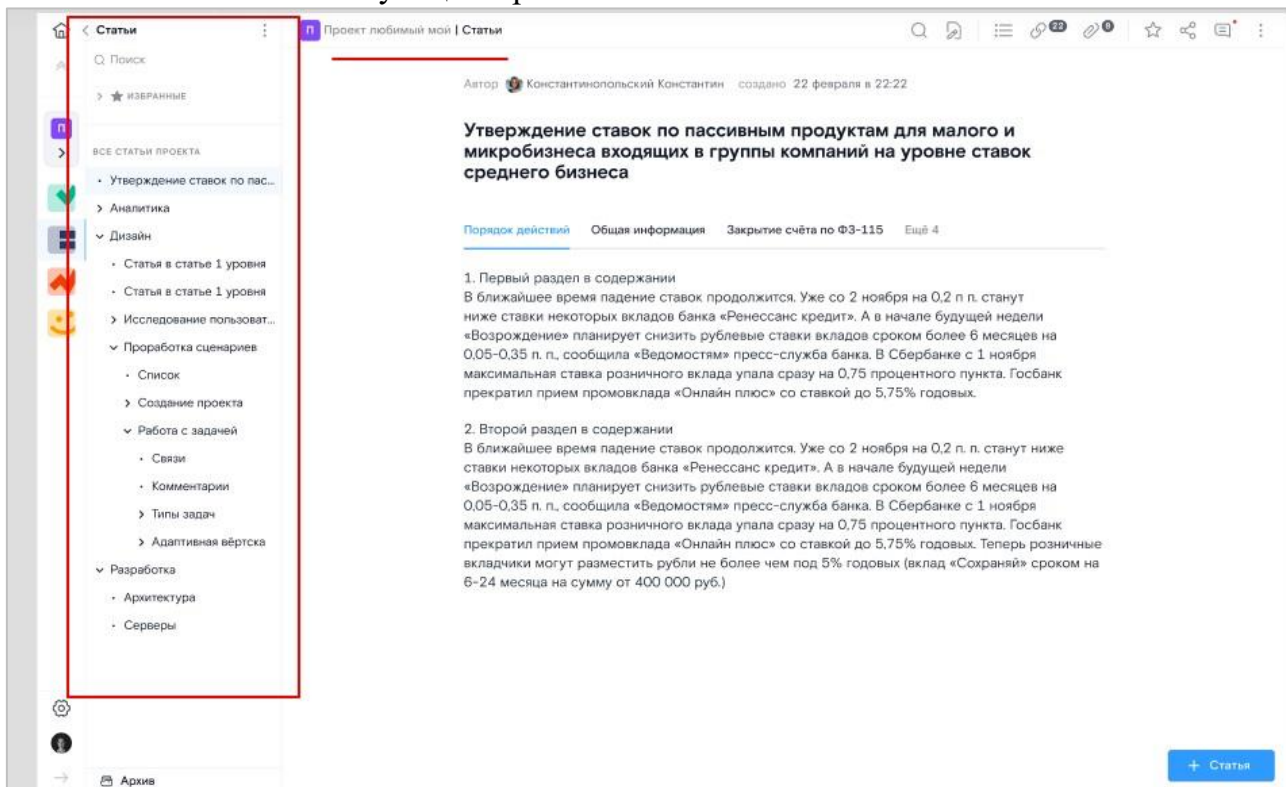 Статьи
П Проект любимый мой | Статьи
22
9
Поиск
ИЗБРАННЫЕ
П
ВСЕ СТАТЬИ ПРОЕКТА
Утверждение ставок по пас...
Аналитика
Дизайн
Статья в статье 1 уровня
Статья в статье 1 уровня
Исследование пользоват...
Проработка сценариев
Список
Создание проекта
Работа с задачей
Связи
Комментарии
Типы задач
Адаптивная вёртска
Разработка
Архитектура
Серверы
Архив
Автор Константинопольский Константин создано 22 февраля в 22:22
Утверждение ставок по пассивным продуктам для малого и
микробизнеса входящих в группы компаний на уровне ставок
среднего бизнеса
Порядок действий Общая информация Закрытие счёта по ФЗ-115 Ещё 4
1. Первый раздел в содержании
В ближайшее время падение ставок продолжится. Уже со 2 ноября на 0,2 п п. станут
ниже ставки некоторых вкладов банка «Ренессанс кредит». А в начале будущей недели
«Возрождение» планирует снизить рублевые ставки вкладов сроком более 6 месяцев на
0,05-0,35 п. п., сообщила «Ведомостям» пресс-служба банка. В Сбербанке с 1 ноября
максимальная ставка розничного вклада упала сразу на 0,75 процентного пункта. Госбанк
прекратил прием промовклада «Онлайн плюс» со ставкой до 5,75% годовых.
2. Второй раздел в содержании
В ближайшее время падение ставок продолжится. Уже со 2 ноября на 0,2 п. п. станут ниже
ставки некоторых вкладов банка «Ренессанс кредит». А в начале будущей недели
«Возрождение» планирует снизить рублевые ставки вкладов сроком более 6 месяцев на
0,05-0,35 п. п., сообщила «Ведомостям» пресс-служба банка. В Сбербанке с 1 ноября
максимальная ставка розничного вклада упала сразу на 0,75 процентного пункта. Госбанк
прекратил прием промовклада «Онлайн плюс» со ставкой до 5,75% годовых. Теперь розничные
вкладчики могут разместить рубли не более чем под 5% годовых (вклад «Сохраняй» сроком на
6-24 месяца на сумму от 400 000 руб.)
+ Статья